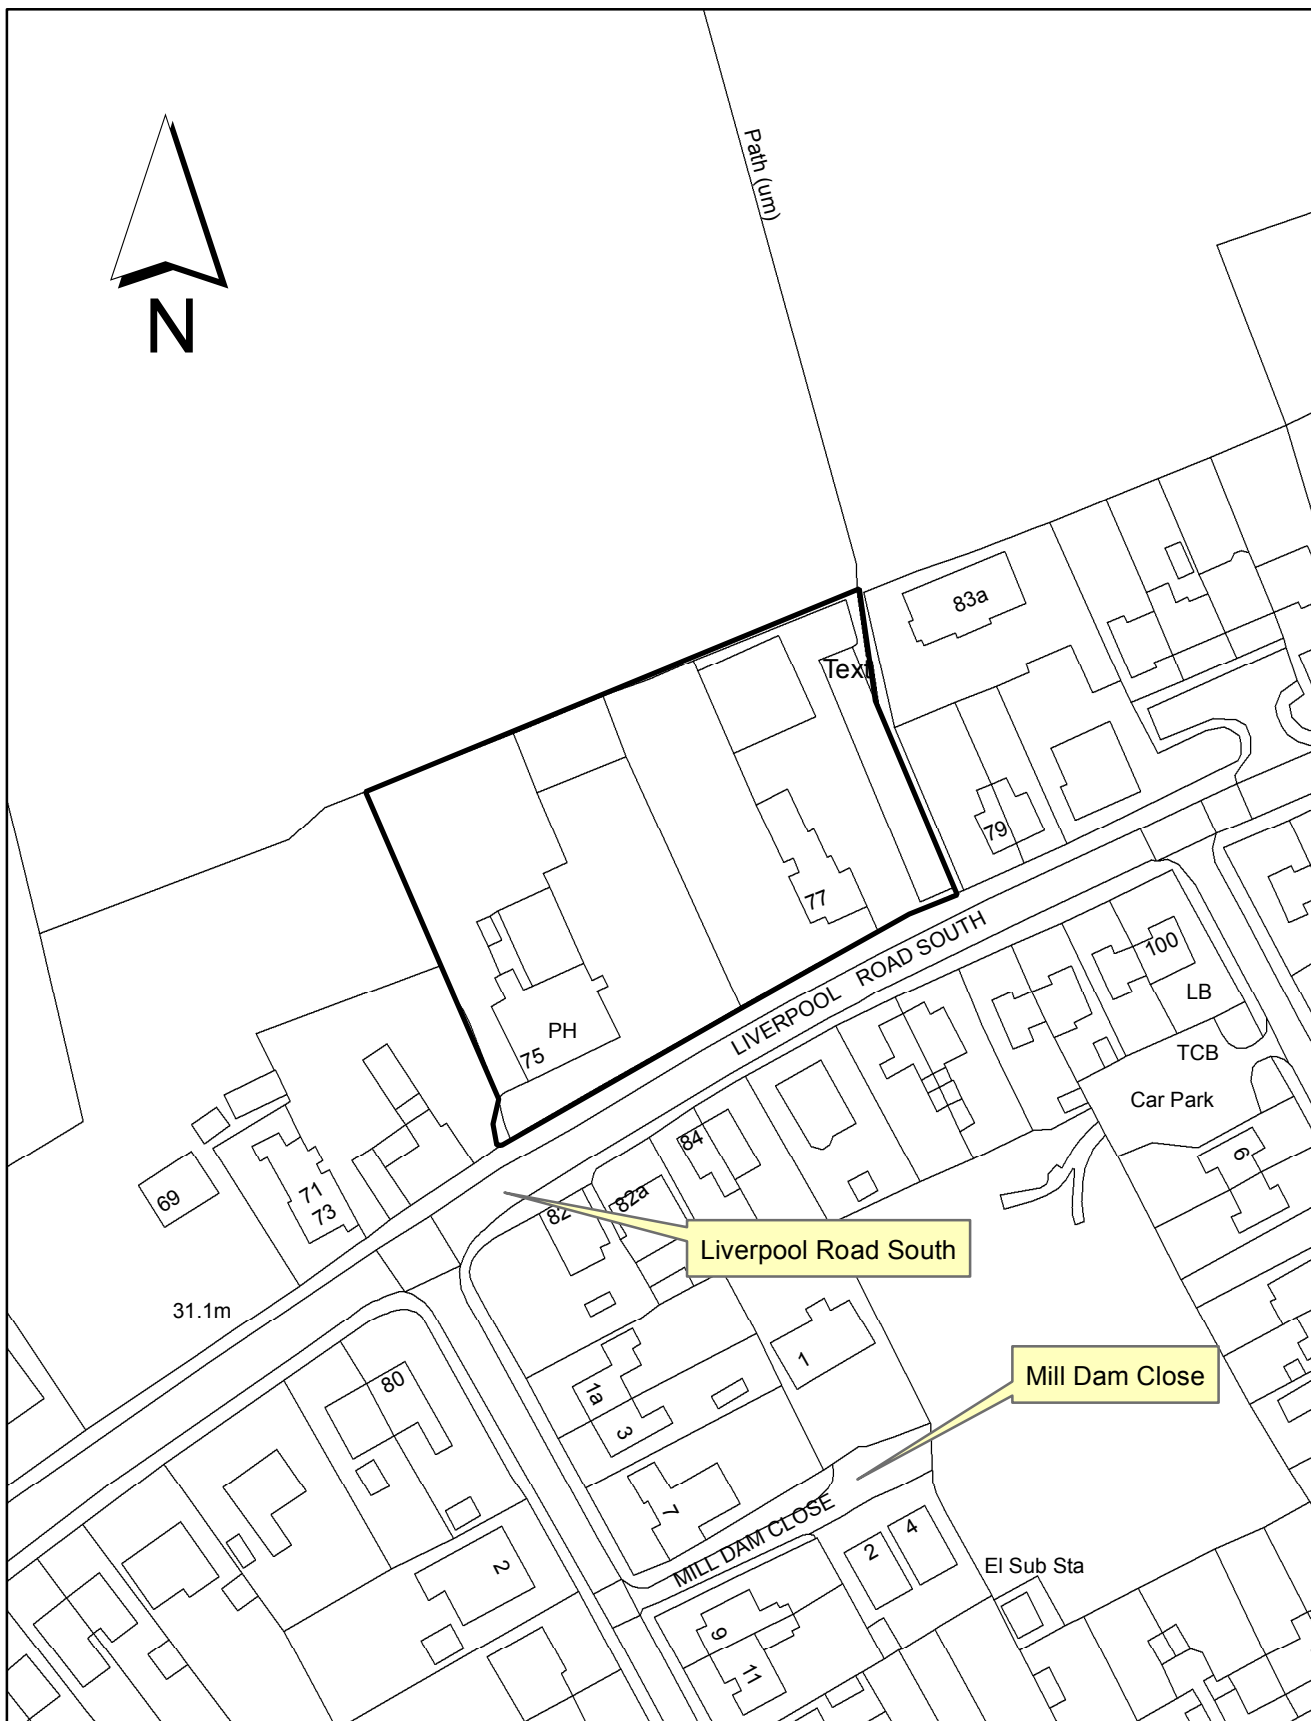 Path (um)
N
83a
Text
79
77
LIVERPOOL ROAD SOUTH
100
LB
PH
75
TCB
Car Park
84
6
71
73
69
82
82a
Liverpool Road South
31.1m
1
Mill Dam Close
80
1a
3
7
MILL DAM CLOSE
4
2
2
El Sub Sta
9
11